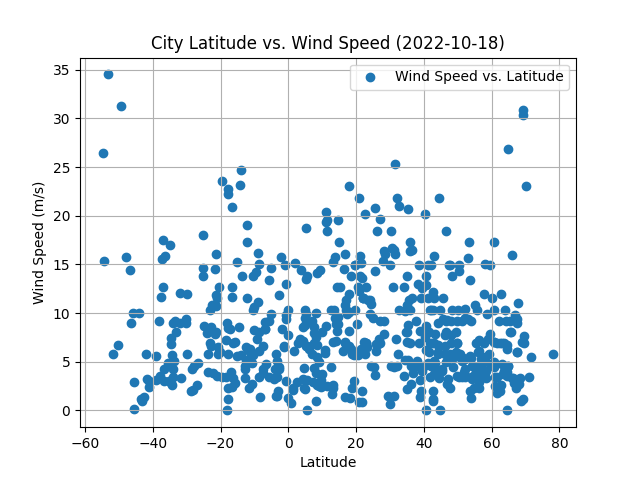 City Latitude vs. Wind Speed (2022-10-18)
Wind Speed vs. Latitude
Wind Speed (m/s)
35
30
25
20
15
10
5
0
−60 −40 −20 0 20 40 60 80
Latitude